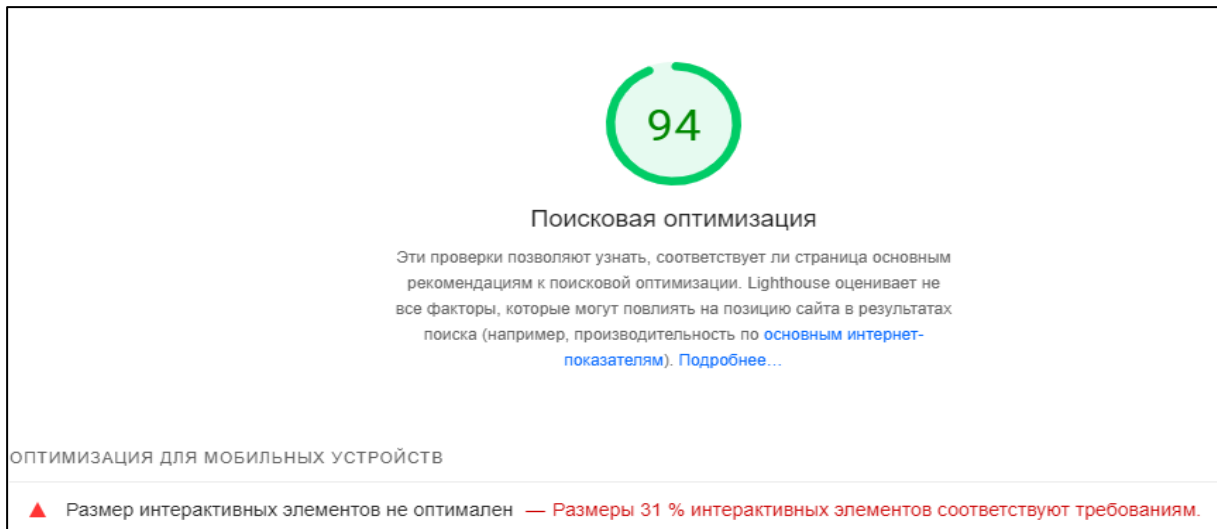 94
Поисковая оптимизация
Эти проверки позволяют узнать, соответствует ли страница основным
рекомендациям к поисковой оптимизации. Lighthouse оценивает не
все факторы, которые могут повлиять на позицию сайта в результатах
поиска (например, производительность по основным интернет-
показателям). Подробнее…
ОПТИМИЗАЦИЯ ДЛЯ МОБИЛЬНЫХ УСТРОЙСТВ
Размер интерактивных элементов не оптимален — Размеры 31 % интерактивных элементов соответствуют требованиям.